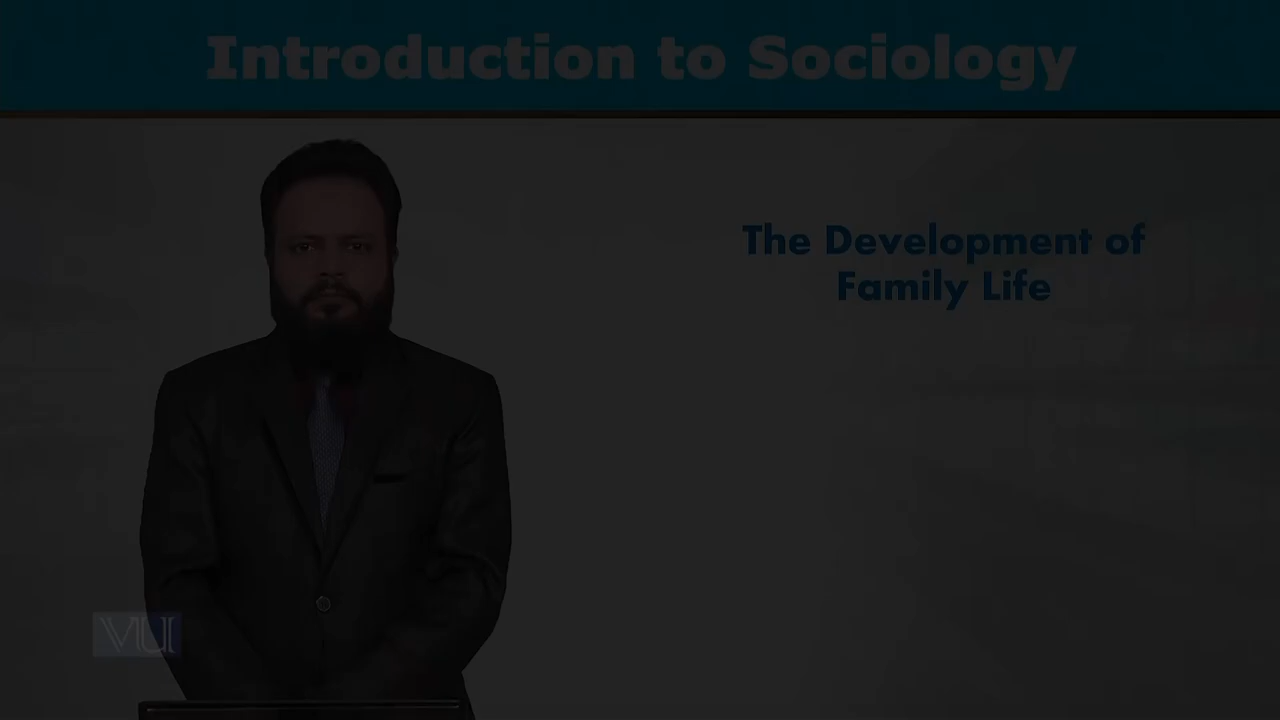 Introduction to Sociology
The Development of
Family Life
VU